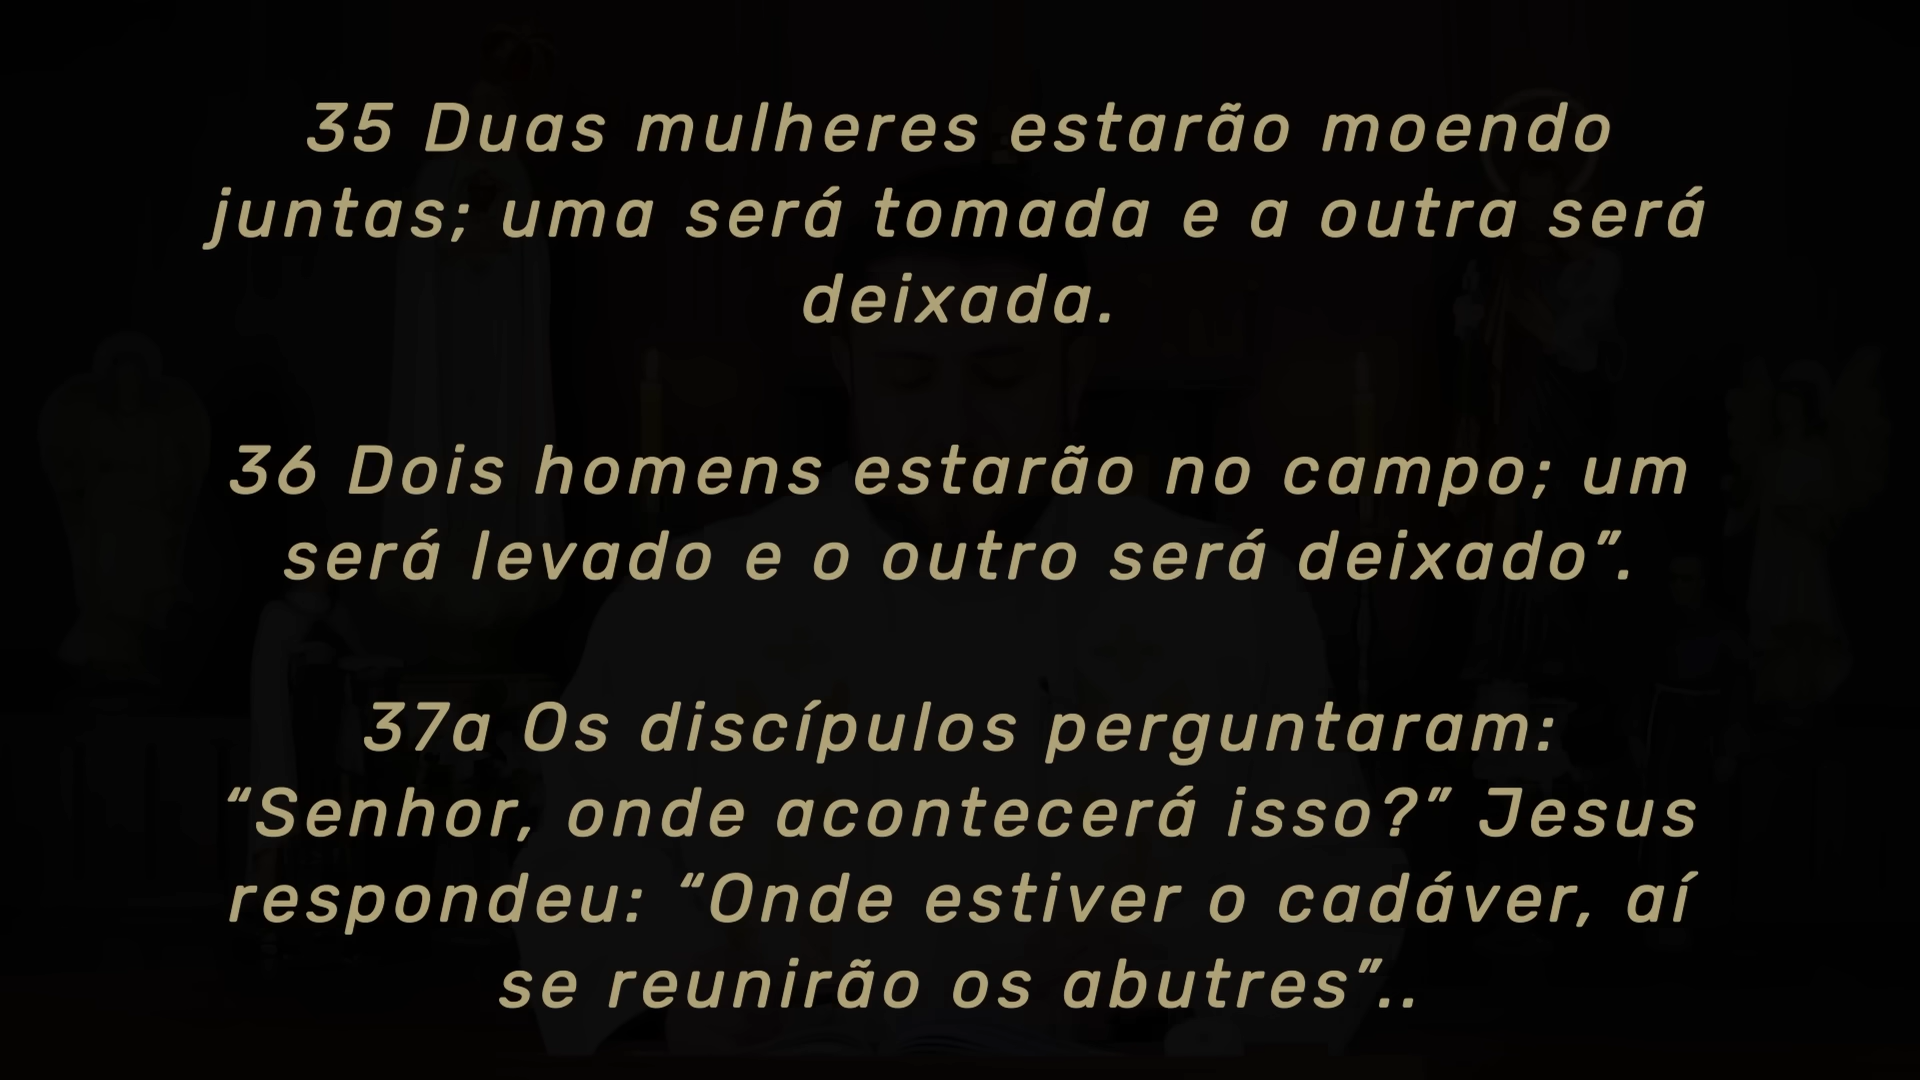 35 Duas mulheres estarão moendo
juntas; uma será tomada e a outra será
deixada.
36 Dois homens estarão no campo; um
será levado e o outro será deixado”.
37a Os discípulos perguntaram:
“Senhor, onde acontecerá isso?” Jesus
respondeu: “Onde estiver o cadáver, aí
se reunirão os abutres”..